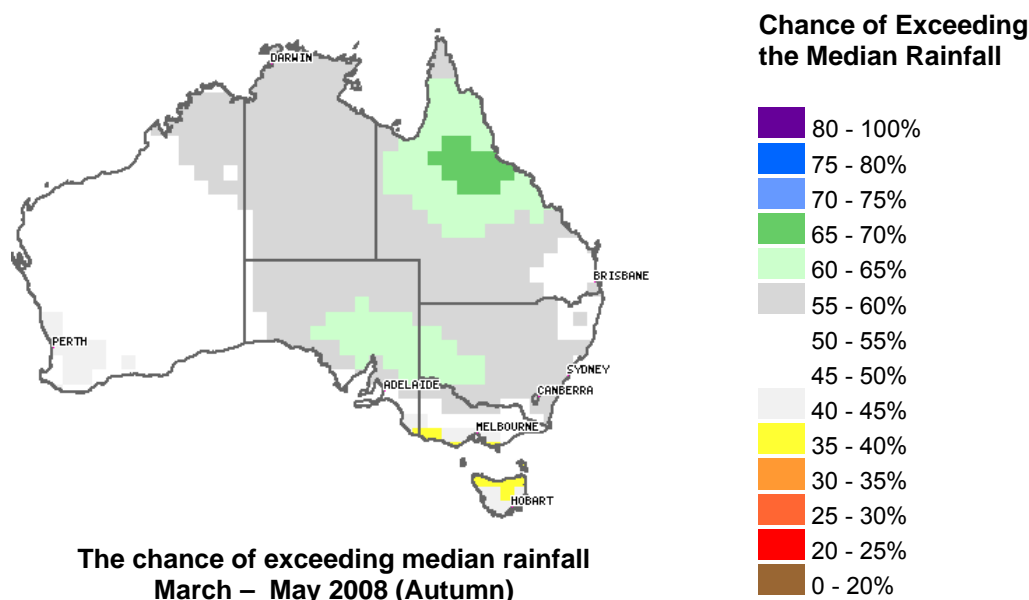 Chance of Exceeding
the Median Rainfall
80 - 100%
75 - 80%
70 - 75%
65 - 70%
60 - 65%
55 - 60%
50 - 55%
45 - 50%
40 - 45%
35 - 40%
30 - 35%
25 - 30%
20 - 25%
0 - 20%
DARWIN
BRISBANE
PERTH
SYDNEY
ADELAIDE
CANBERRA
MELBOURNE
HOBART
The chance of exceeding median rainfall
March – May 2008 (Autumn)